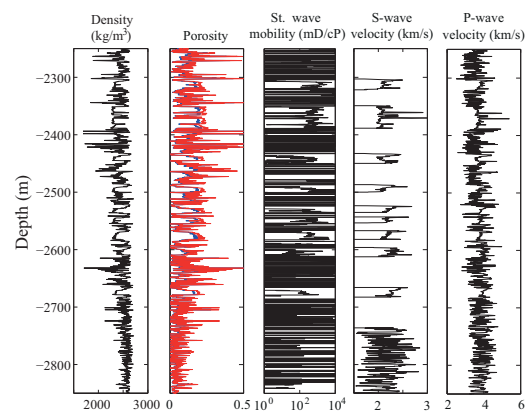 Density
(kg/m³)
Porosity
St. wave
mobility (mD/cP)
S-wave
velocity (km/s)
P-wave
velocity (km/s)
Depth (m)
−2300
−2400
−2500
−2600
−2700
−2800
2000 3000
0 0.5
10⁰ 10² 10⁴
2 3
2 4 6